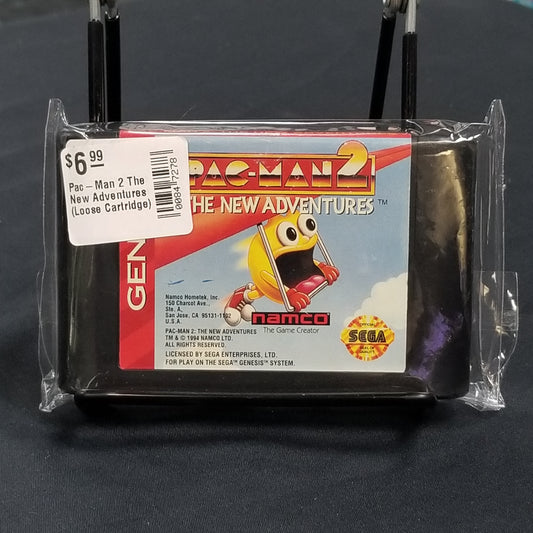 $6.99
Pac-Man 2 The
New Adventures
(Loose Cartridge)
00847278
PAC-MAN 2
THE NEW ADVENTURES™
GEN
Namco Hometek, Inc.
150 Charcot Ave.,
Ste. A,
San Jose, CA 95131-1102
U.S.A.
PAC-MAN 2: THE NEW ADVENTURES
TM & © 1994 NAMCO LTD.
ALL RIGHTS RESERVED.
LICENSED BY SEGA ENTERPRISES, LTD.
FOR PLAY ON THE SEGA™ GENESIS™ SYSTEM.
namco
The Game Creator
SEGA